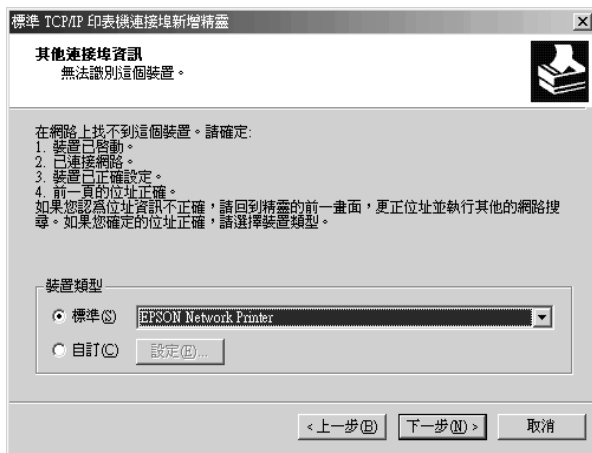 標準 TCP/IP 印表機連接埠新增精靈
其他連接埠資訊
無法識別這個裝置。
在網路上找不到這個裝置。請確定:
1. 裝置已啓動。
2. 已連接網路。
3. 裝置已正確設定。
4. 前一頁的位址正確。
如果您認爲位址資訊不正確，請回到精靈的前一畫面，更正位址並執行其他的網路搜
尋。如果您確定的位址正確，請選擇裝置類型。
裝置類型
標準(S) EPSON Network Printer
自訂(C) 設定(E)...
<上一步(B) 下一步(N)> 取消